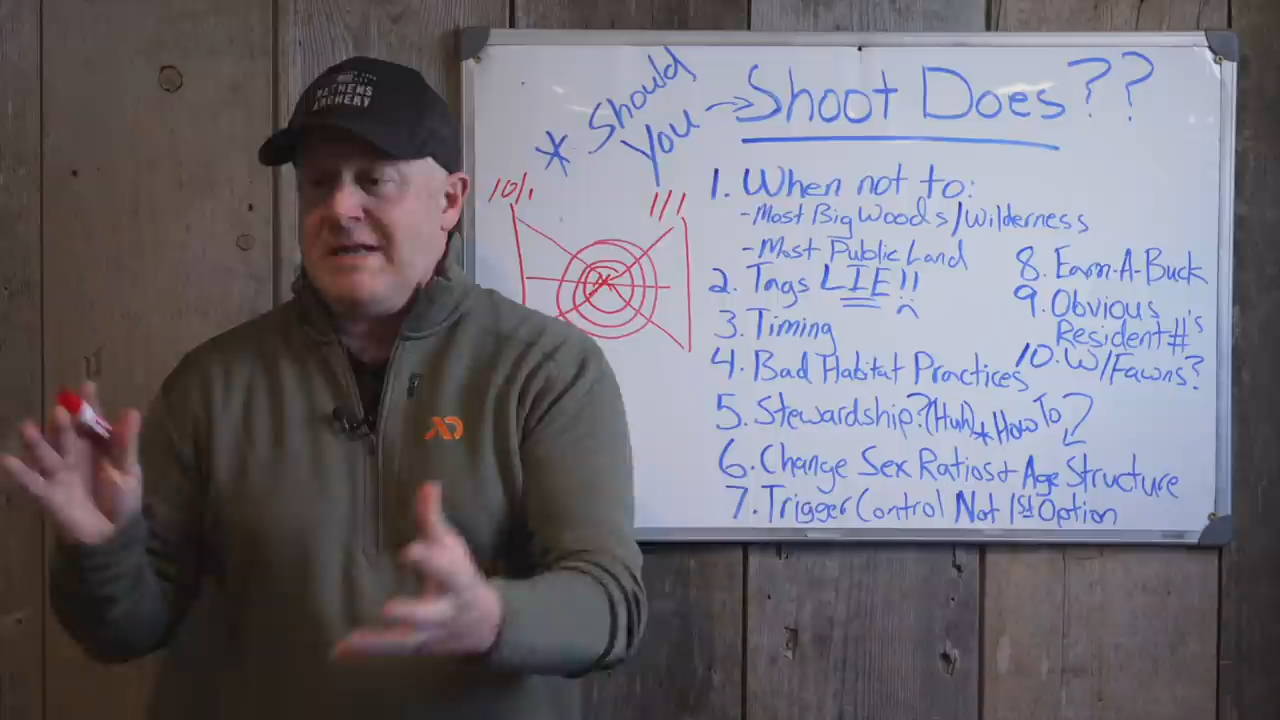 MATHEWS
ARCHERY
* Should
You → Shoot Does??
1. When not to:
- Most Big Woods/Wilderness
- Most Public Land
2. Tags LIE!!
3. Timing
4. Bad Habitat Practices
5. Stewardship? (Huh) * How To
6. Change Sex Ratios + Age Structure
7. Trigger Control Not 1st Option
8. Earn-A-Buck
9. Obvious
Resident #'s
10. W/Fawns?